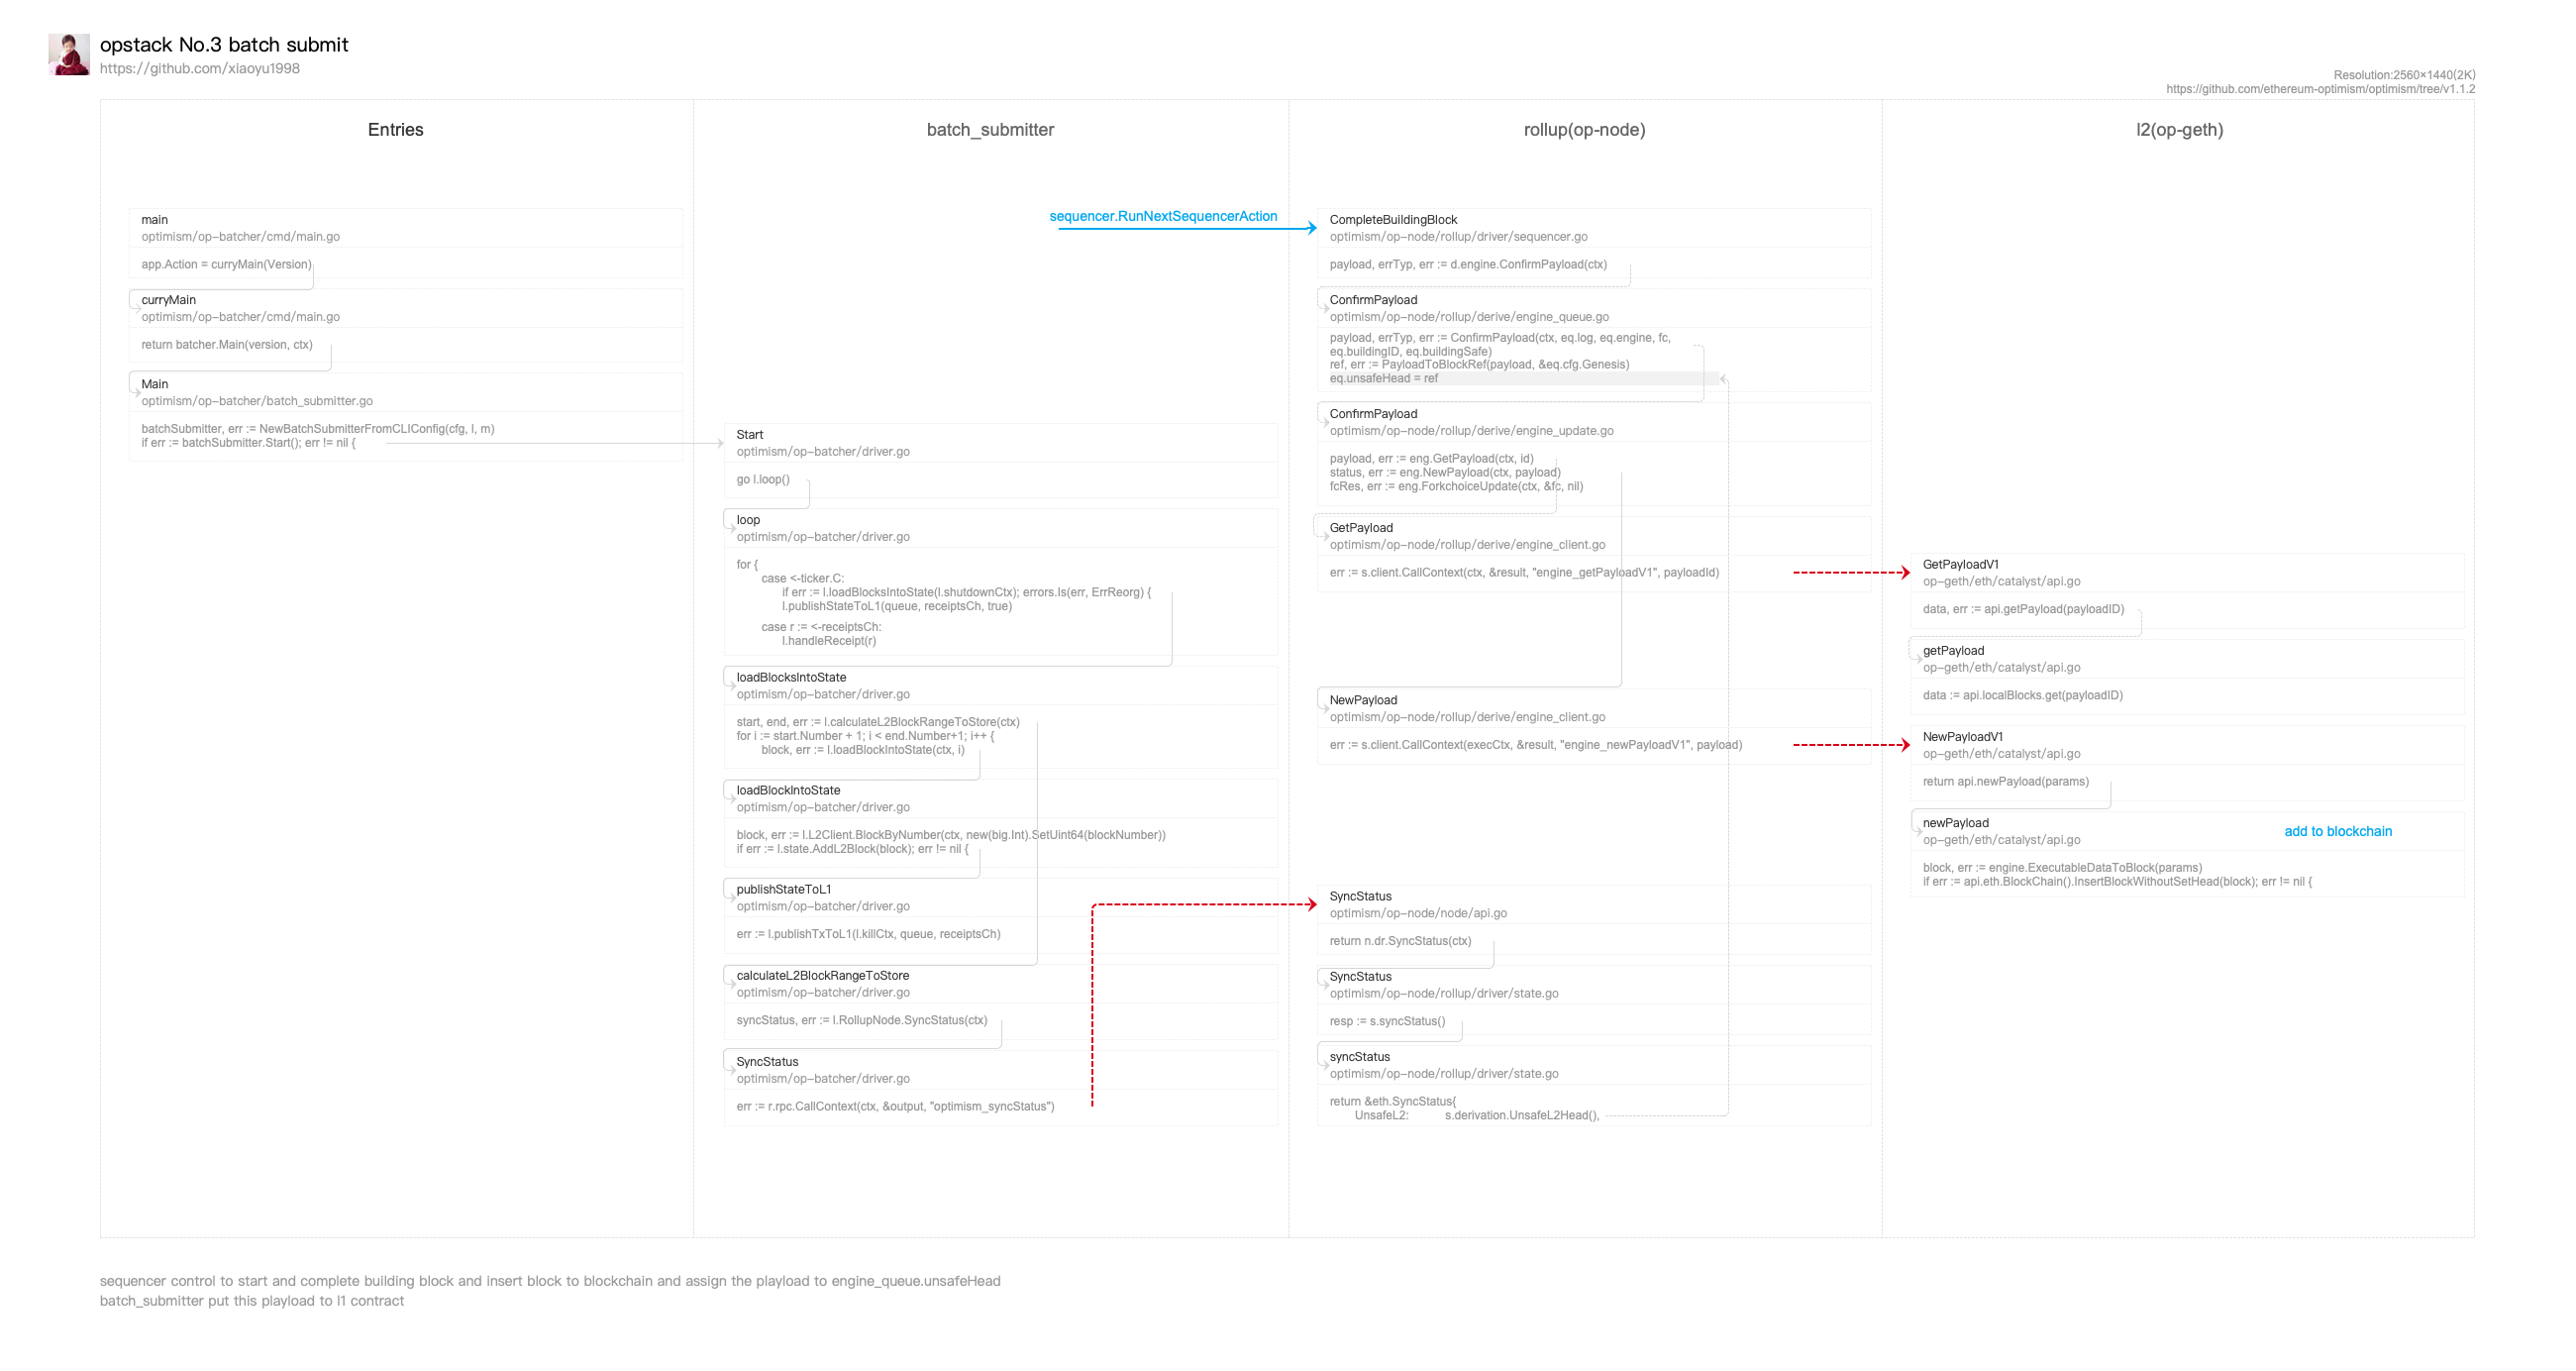 opstack No.3 batch submit
https://github.com/xiaoyu1998
Resolution:2560×1440(2K)
https://github.com/ethereum-optimism/optimism/tree/v1.1.2
Entries
main
optimism/op-batcher/cmd/main.go
app.Action = curryMain(Version)
curryMain
optimism/op-batcher/cmd/main.go
return batcher.Main(version, ctx)
Main
optimism/op-batcher/batch_submitter.go
batchSubmitter, err := NewBatchSubmitterFromCLIConfig(cfg, l, m)
if err := batchSubmitter.Start(); err != nil {
batch_submitter
sequencer.RunNextSequencerAction
Start
optimism/op-batcher/driver.go
go l.loop()
loop
optimism/op-batcher/driver.go
for {
case <-ticker.C:
if err := l.loadBlocksIntoState(l.shutdownCtx); errors.Is(err, ErrReorg) {
l.publishStateToL1(queue, receiptsCh, true)
case r := <-receiptsCh:
l.handleReceipt(r)
loadBlocksIntoState
optimism/op-batcher/driver.go
start, end, err := l.calculateL2BlockRangeToStore(ctx)
for i := start.Number + 1; i < end.Number+1; i++ {
block, err := l.loadBlockIntoState(ctx, i)
loadBlockIntoState
optimism/op-batcher/driver.go
block, err := l.L2Client.BlockByNumber(ctx, new(big.Int).SetUint64(blockNumber))
if err := l.state.AddL2Block(block); err != nil {
publishStateToL1
optimism/op-batcher/driver.go
err := l.publishTxToL1(l.killCtx, queue, receiptsCh)
calculateL2BlockRangeToStore
optimism/op-batcher/driver.go
syncStatus, err := l.RollupNode.SyncStatus(ctx)
SyncStatus
optimism/op-batcher/driver.go
err := r.rpc.CallContext(ctx, &output, "optimism_syncStatus")
rollup(op-node)
CompleteBuildingBlock
optimism/op-node/rollup/driver/sequencer.go
payload, errTyp, err := d.engine.ConfirmPayload(ctx)
ConfirmPayload
optimism/op-node/rollup/derive/engine_queue.go
payload, errTyp, err := ConfirmPayload(ctx, eq.log, eq.engine, fc,
eq.buildingID, eq.buildingSafe)
ref, err := PayloadToBlockRef(payload, &eq.cfg.Genesis)
eq.unsafeHead = ref
ConfirmPayload
optimism/op-node/rollup/derive/engine_update.go
payload, err := eng.GetPayload(ctx, id)
status, err := eng.NewPayload(ctx, payload)
fcRes, err := eng.ForkchoiceUpdate(ctx, &fc, nil)
GetPayload
optimism/op-node/rollup/derive/engine_client.go
err := s.client.CallContext(ctx, &result, "engine_getPayloadV1", payloadId)
NewPayload
optimism/op-node/rollup/derive/engine_client.go
err := s.client.CallContext(execCtx, &result, "engine_newPayloadV1", payload)
SyncStatus
optimism/op-node/node/api.go
return n.dr.SyncStatus(ctx)
SyncStatus
optimism/op-node/rollup/driver/state.go
resp := s.syncStatus()
syncStatus
optimism/op-node/rollup/driver/state.go
return &eth.SyncStatus{
UnsafeL2: s.derivation.UnsafeL2Head(),
l2(op-geth)
GetPayloadV1
op-geth/eth/catalyst/api.go
data, err := api.getPayload(payloadID)
getPayload
op-geth/eth/catalyst/api.go
data := api.localBlocks.get(payloadID)
NewPayloadV1
op-geth/eth/catalyst/api.go
return api.newPayload(params)
newPayload
op-geth/eth/catalyst/api.go
add to blockchain
block, err := engine.ExecutableDataToBlock(params)
if err := api.eth.BlockChain().InsertBlockWithoutSetHead(block); err != nil {
sequencer control to start and complete building block and insert block to blockchain and assign the playload to engine_queue.unsafeHead
batch_submitter put this playload to l1 contract